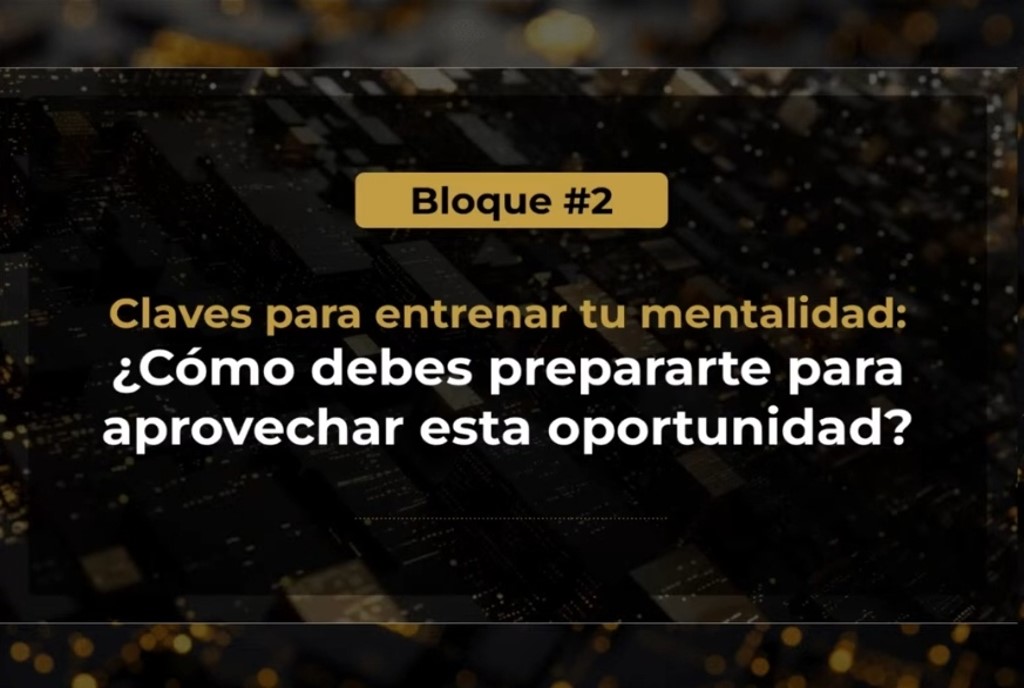 Bloque #2
Claves para entrenar tu mentalidad:
¿Cómo debes prepararte para
aprovechar esta oportunidad?